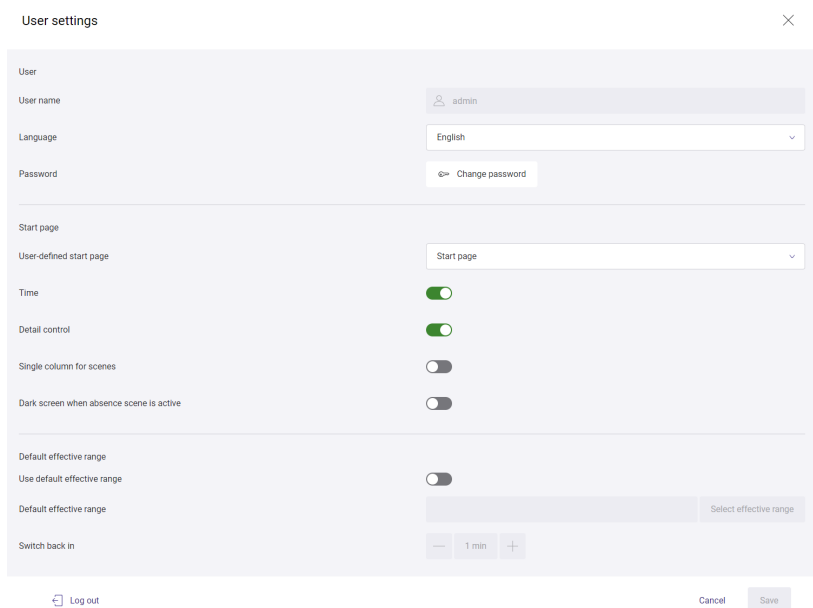 User settings
User
User name
admin
Language
English
Password
Change password
Start page
User-defined start page
Start page
Time
Detail control
Single column for scenes
Dark screen when absence scene is active
Default effective range
Use default effective range
Default effective range
Select effective range
Switch back in
1 min
Log out
Cancel
Save